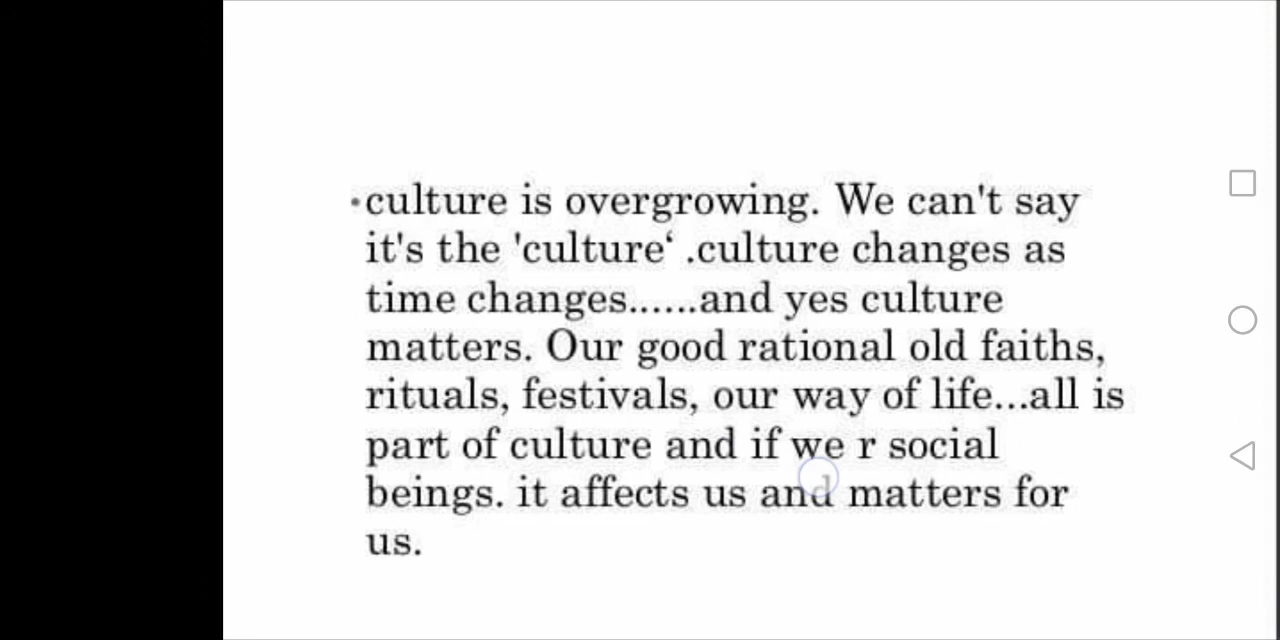 •culture is overgrowing. We can't say
it's the 'culture‘ .culture changes as
time changes......and yes culture
matters. Our good rational old faiths,
rituals, festivals, our way of life...all is
part of culture and if we r social
beings. it affects us and matters for
us.